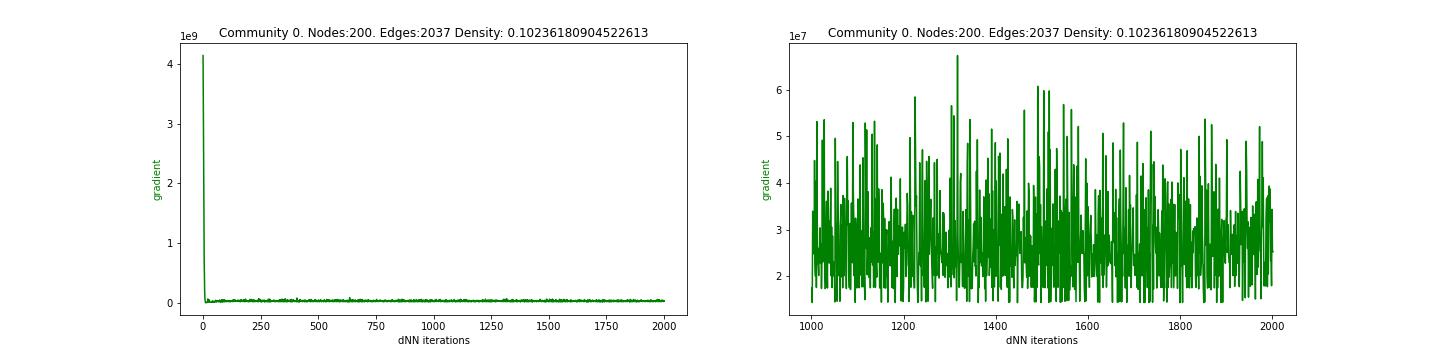 Community 0. Nodes:200. Edges:2037 Density: 0.10236180904522613
1e9
4
3
2
1
0
gradient
0 250 500 750 1000 1250 1500 1750 2000
dNN iterations
Community 0. Nodes:200. Edges:2037 Density: 0.10236180904522613
1e7
6
5
4
3
2
gradient
1000 1200 1400 1600 1800 2000
dNN iterations